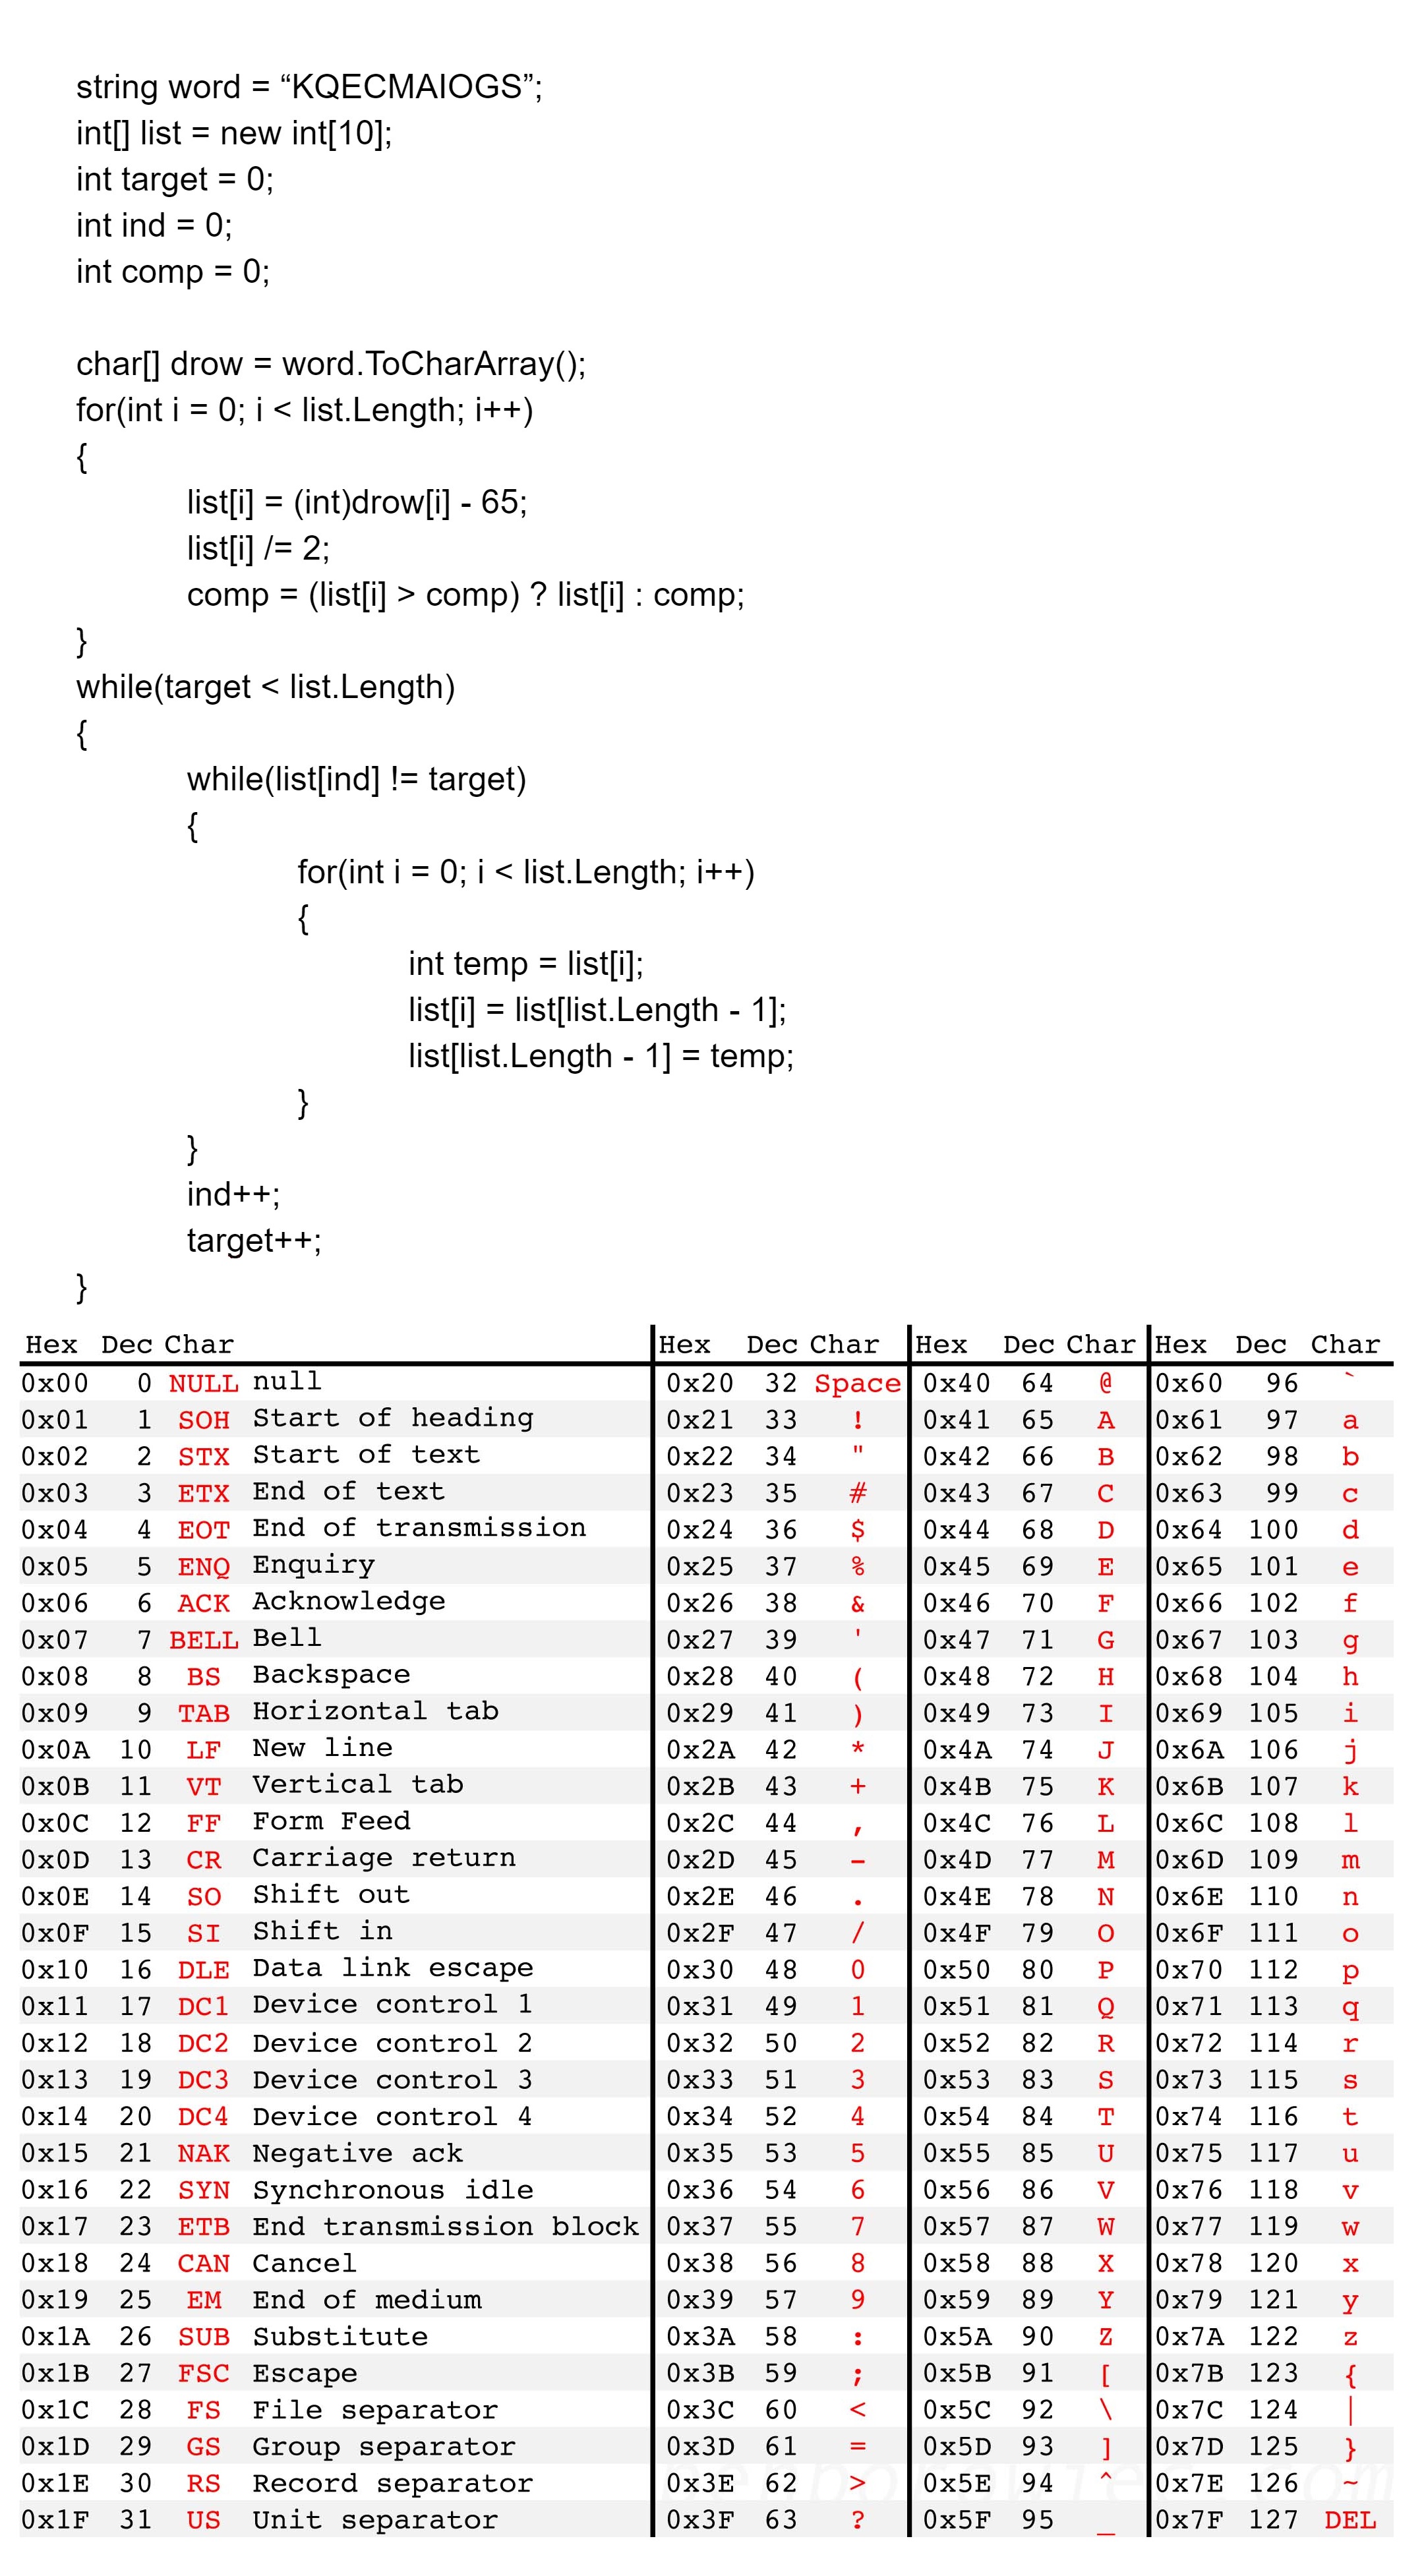 string word = “KQECMAIOGS”;
int[] list = new int[10];
int target = 0;
int ind = 0;
int comp = 0;
char[] drow = word.ToCharArray();
for(int i = 0; i < list.Length; i++)
{
list[i] = (int)drow[i] - 65;
list[i] /= 2;
comp = (list[i] > comp) ? list[i] : comp;
}
while(target < list.Length)
{
while(list[ind] != target)
{
for(int i = 0; i < list.Length; i++)
{
int temp = list[i];
list[i] = list[list.Length - 1];
list[list.Length - 1] = temp;
}
}
ind++;
target++;
}
Hex Dec Char Hex Dec Char Hex Dec Char Hex Dec Char
0x00 0 NULL null 0x20 32 Space 0x40 64 @ 0x60 96 `
0x01 1 SOH Start of heading 0x21 33 ! 0x41 65 A 0x61 97 a
0x02 2 STX Start of text 0x22 34 " 0x42 66 B 0x62 98 b
0x03 3 ETX End of text 0x23 35 # 0x43 67 C 0x63 99 c
0x04 4 EOT End of transmission 0x24 36 $ 0x44 68 D 0x64 100 d
0x05 5 ENQ Enquiry 0x25 37 % 0x45 69 E 0x65 101 e
0x06 6 ACK Acknowledge 0x26 38 & 0x46 70 F 0x66 102 f
0x07 7 BELL Bell 0x27 39 ' 0x47 71 G 0x67 103 g
0x08 8 BS Backspace 0x28 40 ( 0x48 72 H 0x68 104 h
0x09 9 TAB Horizontal tab 0x29 41 ) 0x49 73 I 0x69 105 i
0x0A 10 LF New line 0x2A 42 * 0x4A 74 J 0x6A 106 j
0x0B 11 VT Vertical tab 0x2B 43 + 0x4B 75 K 0x6B 107 k
0x0C 12 FF Form Feed 0x2C 44 , 0x4C 76 L 0x6C 108 l
0x0D 13 CR Carriage return 0x2D 45 - 0x4D 77 M 0x6D 109 m
0x0E 14 SO Shift out 0x2E 46 . 0x4E 78 N 0x6E 110 n
0x0F 15 SI Shift in 0x2F 47 / 0x4F 79 O 0x6F 111 o
0x10 16 DLE Data link escape 0x30 48 0 0x50 80 P 0x70 112 p
0x11 17 DC1 Device control 1 0x31 49 1 0x51 81 Q 0x71 113 q
0x12 18 DC2 Device control 2 0x32 50 2 0x52 82 R 0x72 114 r
0x13 19 DC3 Device control 3 0x33 51 3 0x53 83 S 0x73 115 s
0x14 20 DC4 Device control 4 0x34 52 4 0x54 84 T 0x74 116 t
0x15 21 NAK Negative ack 0x35 53 5 0x55 85 U 0x75 117 u
0x16 22 SYN Synchronous idle 0x36 54 6 0x56 86 V 0x76 118 v
0x17 23 ETB End transmission block 0x37 55 7 0x57 87 W 0x77 119 w
0x18 24 CAN Cancel 0x38 56 8 0x58 88 X 0x78 120 x
0x19 25 EM End of medium 0x39 57 9 0x59 89 Y 0x79 121 y
0x1A 26 SUB Substitute 0x3A 58 : 0x5A 90 Z 0x7A 122 z
0x1B 27 FSC Escape 0x3B 59 ; 0x5B 91 [ 0x7B 123 {
0x1C 28 FS File separator 0x3C 60 < 0x5C 92 \ 0x7C 124 |
0x1D 29 GS Group separator 0x3D 61 = 0x5D 93 ] 0x7D 125 }
0x1E 30 RS Record separator 0x3E 62 > 0x5E 94 ^ 0x7E 126 ~
0x1F 31 US Unit separator 0x3F 63 ? 0x5F 95 _ 0x7F 127 DEL